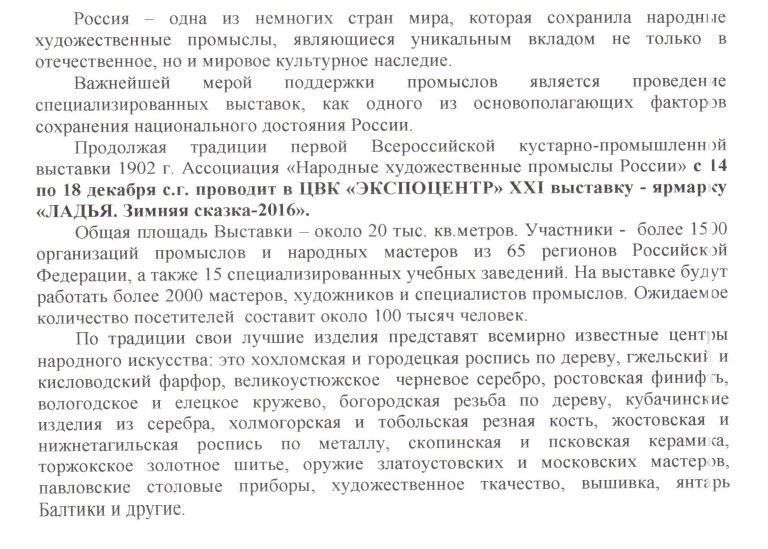 Россия – одна из немногих стран мира, которая сохранила народные
художественные промыслы, являющиеся уникальным вкладом не только в
отечественное, но и мировое культурное наследие.
Важнейшей мерой поддержки промыслов является проведение
специализированных выставок, как одного из основополагающих факторов
сохранения национального достояния России.
Продолжая традиции первой Всероссийской кустарно-промышленной
выставки 1902 г. Ассоциация «Народные художественные промыслы России» с 14
по 18 декабря с.г. проводит в ЦВК «ЭКСПОЦЕНТР» XXI выставку - ярмарку
«ЛАДЬЯ. Зимняя сказка-2016».
Общая площадь Выставки – около 20 тыс. кв.метров. Участники - более 1500
организаций промыслов и народных мастеров из 65 регионов Российской
Федерации, а также 15 специализированных учебных заведений. На выставке будут
работать более 2000 мастеров, художников и специалистов промыслов. Ожидаемое
количество посетителей составит около 100 тысяч человек.
По традиции свои лучшие изделия представят всемирно известные центры
народного искусства: это хохломская и городецкая роспись по дереву, гжельский и
кисловодский фарфор, великоустюжское черневое серебро, ростовская финифть,
вологодское и елецкое кружево, богородская резьба по дереву, кубачинские
изделия из серебра, холмогорская и тобольская резная кость, жостовская и
нижнетагильская роспись по металлу, скопинская и псковская керамика,
торжокское золотное шитье, оружие златоустовских и московских мастеров,
павловские столовые приборы, художественное ткачество, вышивка, янтарь
Балтики и другие.